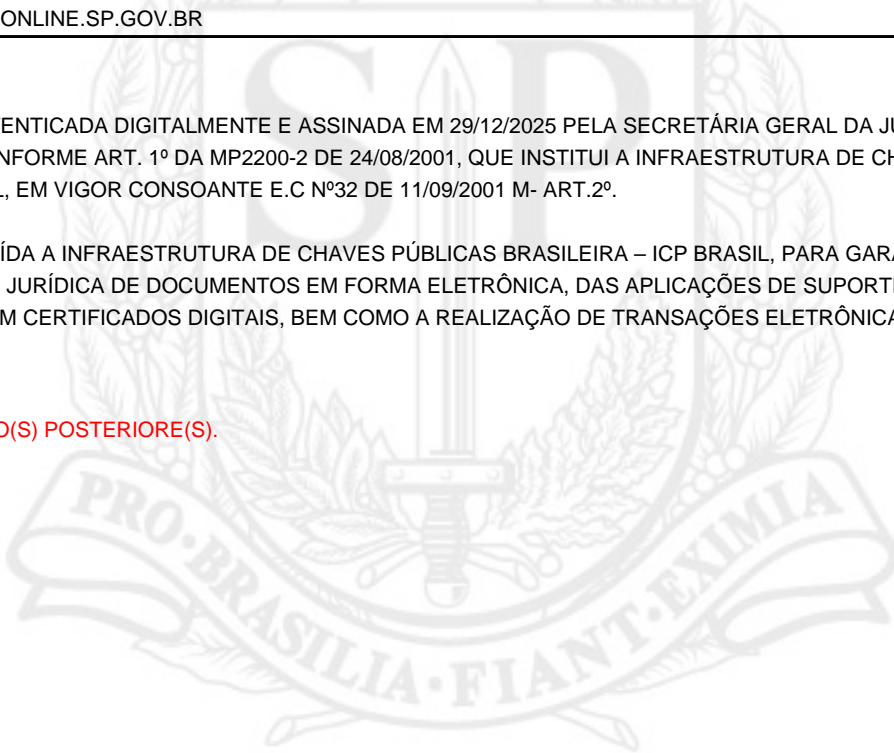 ONLINE.SP.GOV.BR
ENTICADA DIGITALMENTE E ASSINADA EM 29/12/2025 PELA SECRETÁRIA GERAL DA JU
NFORME ART. 1º DA MP2200-2 DE 24/08/2001, QUE INSTITUI A INFRAESTRUTURA DE CH
L, EM VIGOR CONSOANTE E.C Nº32 DE 11/09/2001 M- ART.2º.
ÍDA A INFRAESTRUTURA DE CHAVES PÚBLICAS BRASILEIRA – ICP BRASIL, PARA GARA
JURÍDICA DE DOCUMENTOS EM FORMA ELETRÔNICA, DAS APLICAÇÕES DE SUPORT
M CERTIFICADOS DIGITAIS, BEM COMO A REALIZAÇÃO DE TRANSAÇÕES ELETRÔNICA
O(S) POSTERIORE(S).
SP
PRO·BRASILIA·FIANT·EXIMIA